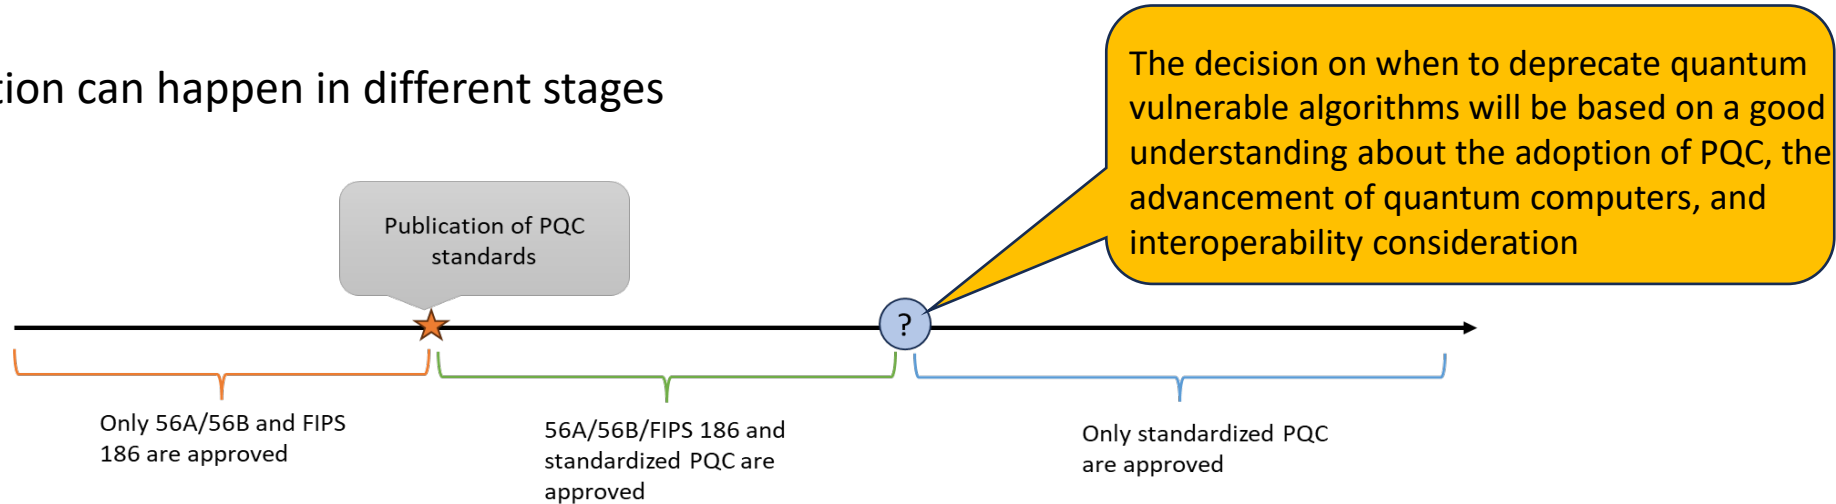 The decision on when to deprecate quantum
vulnerable algorithms will be based on a good
understanding about the adoption of PQC, the
advancement of quantum computers, and
interoperability consideration
tion can happen in different stages
Publication of PQC
standards
?
Only 56A/56B and FIPS
186 are approved
56A/56B/FIPS 186 and
standardized PQC are
approved
Only standardized PQC
are approved